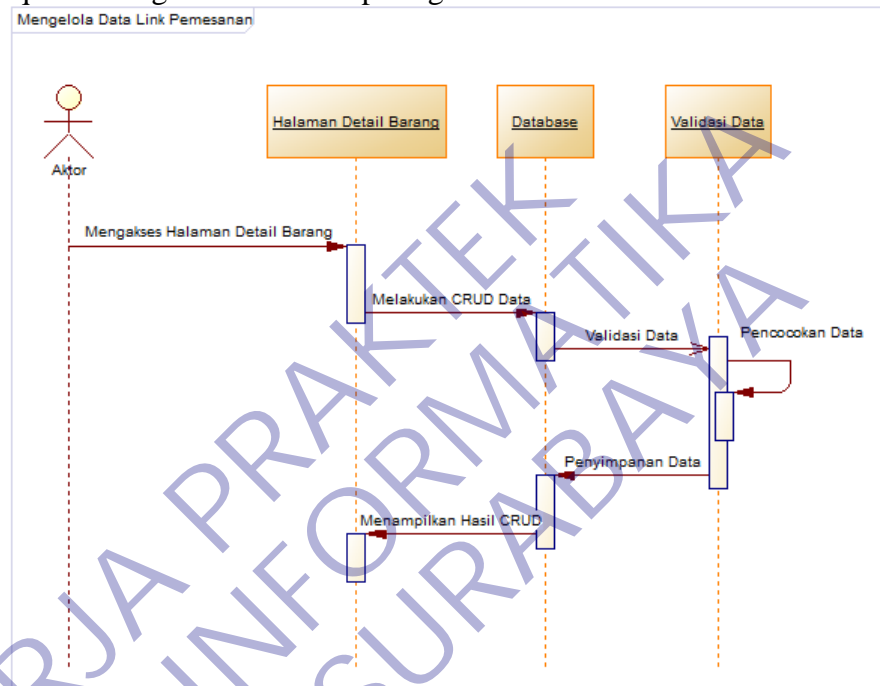 Mengelola Data Link Pemesanan
Halaman Detail Barang
Database
Validasi Data
Aktor
Mengakses Halaman Detail Barang
Melakukan CRUD Data
Validasi Data
Pencocokan Data
Penyimpanan Data
Menampilkan Hasil CRUD
RJA PRAKTEK
INFORMATIKA
SURABAYA